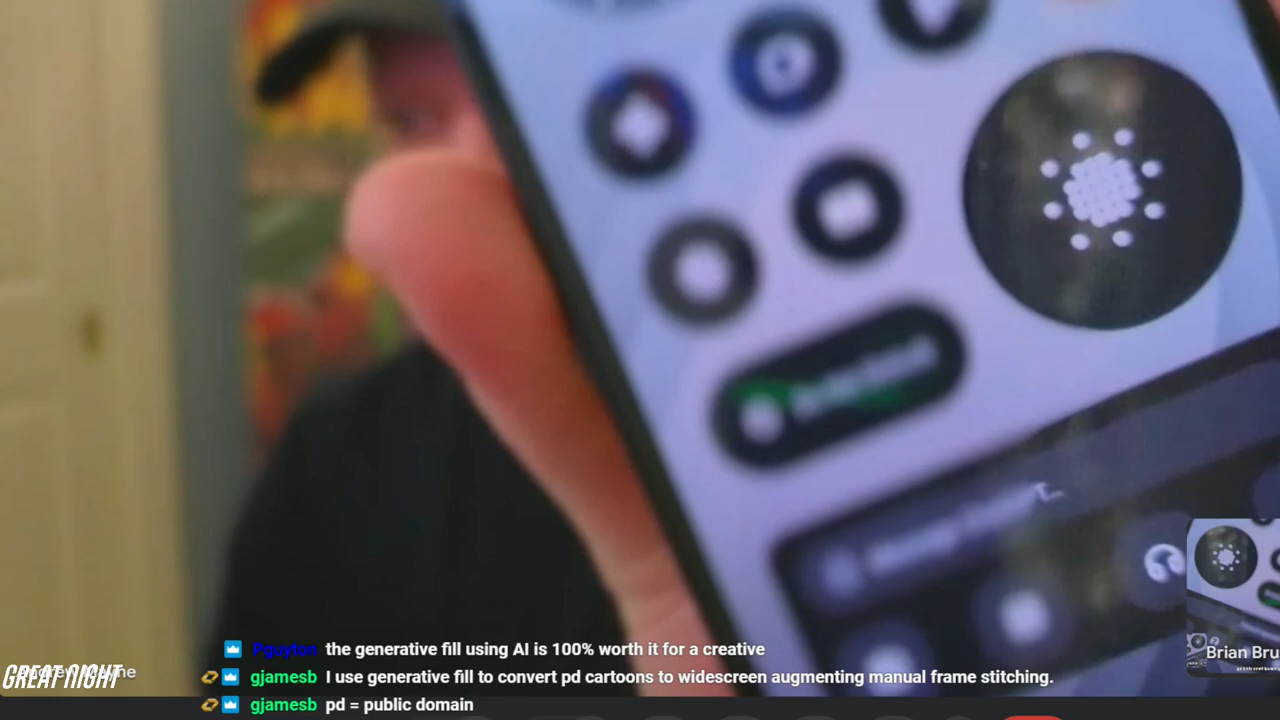 Pguyton the generative fill using AI is 100% worth it for a creative
GREAT NIGHT
gjamesb I use generative fill to convert pd cartoons to widescreen augmenting manual frame stitching.
gjamesb pd = public domain
Brian Bru